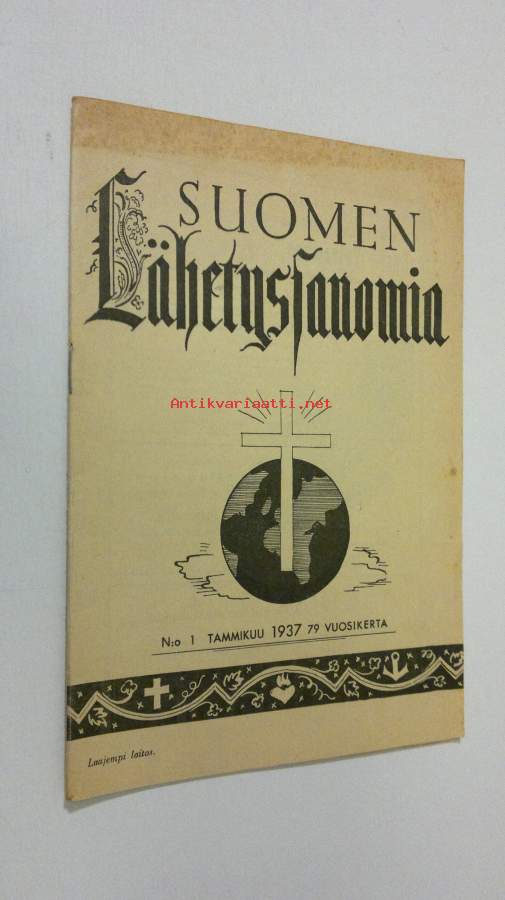 SUOMEN
Lähetyssanomia
Antikvariaatti.net
N:o 1 TAMMIKUU 1937 79 VUOSIKERTA
Laajempi laitos.